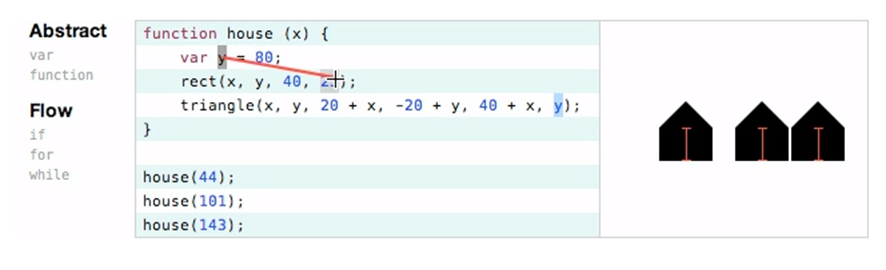 Abstract
var
function
Flow
if
for
while
function house (x) {
var y = 80;
rect(x, y, 40, );
triangle(x, y, 20 + x, -20 + y, 40 + x, y);
}
house(44);
house(101);
house(143);